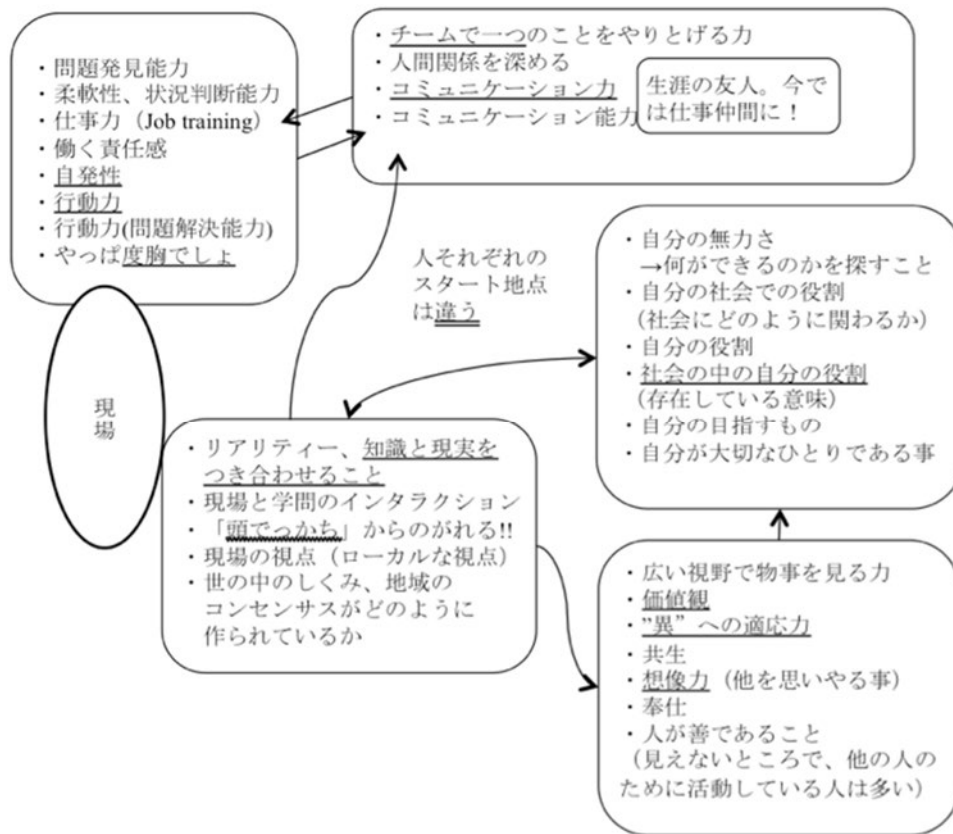 ・問題発見能力
・柔軟性、状況判断能力
・仕事力（Job training）
・働く責任感
・自発性
・行動力
・行動力(問題解決能力)
・やっぱ度胸でしょ
・チームで一つのことをやりとげる力
・人間関係を深める
・コミュニケーション力
・コミュニケーション能力
生涯の友人。今で
は仕事仲間に！
人それぞれの
スタート地点
は違う
現
場
・リアリティー、知識と現実を
つき合わせること
・現場と学問のインタラクション
・「頭でっかち」からのがれる!!
・現場の視点（ローカルな視点）
・世の中のしくみ、地域の
コンセンサスがどのように
作られているか
・自分の無力さ
→何ができるのかを探すこと
・自分の社会での役割
（社会にどのように関わるか）
・自分の役割
・社会の中の自分の役割
（存在している意味）
・自分の目指すもの
・自分が大切なひとりである事
・広い視野で物事を見る力
・価値観
・”異”への適応力
・共生
・想像力（他を思いやる事）
・奉仕
・人が善であること
（見えないところで、他の人の
ために活動している人は多い）